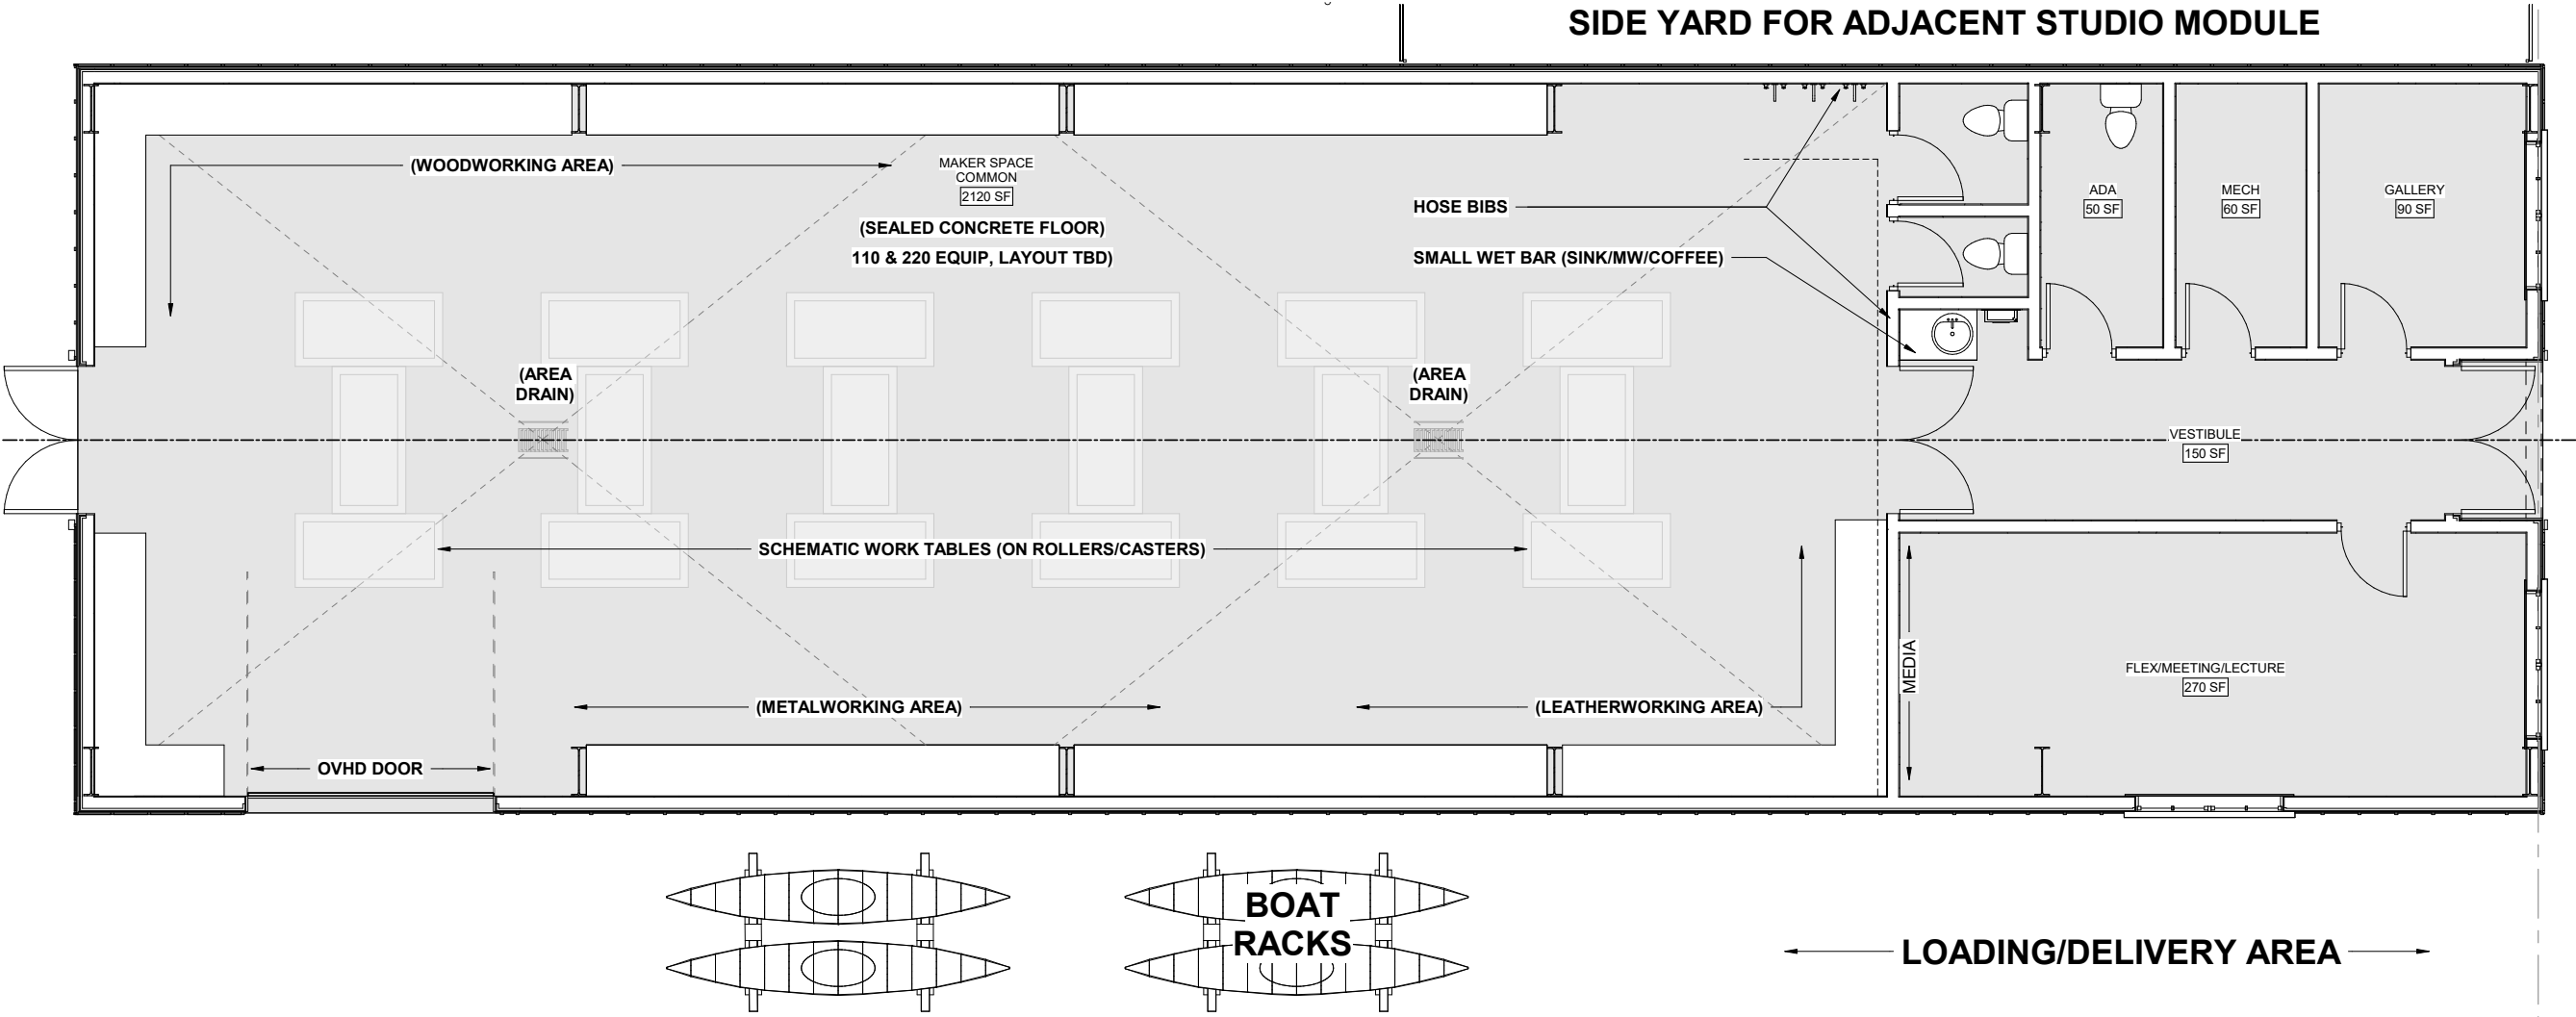 SIDE YARD FOR ADJACENT STUDIO MODULE
(WOODWORKING AREA)
MAKER SPACE
COMMON
2120 SF
(SEALED CONCRETE FLOOR)
110 & 220 EQUIP, LAYOUT TBD)
HOSE BIBS
SMALL WET BAR (SINK/MW/COFFEE)
ADA
50 SF
MECH
60 SF
GALLERY
90 SF
(AREA
DRAIN)
(AREA
DRAIN)
VESTIBULE
150 SF
SCHEMATIC WORK TABLES (ON ROLLERS/CASTERS)
MEDIA
FLEX/MEETING/LECTURE
270 SF
(METALWORKING AREA)
(LEATHERWORKING AREA)
OVHD DOOR
BOAT
RACKS
LOADING/DELIVERY AREA